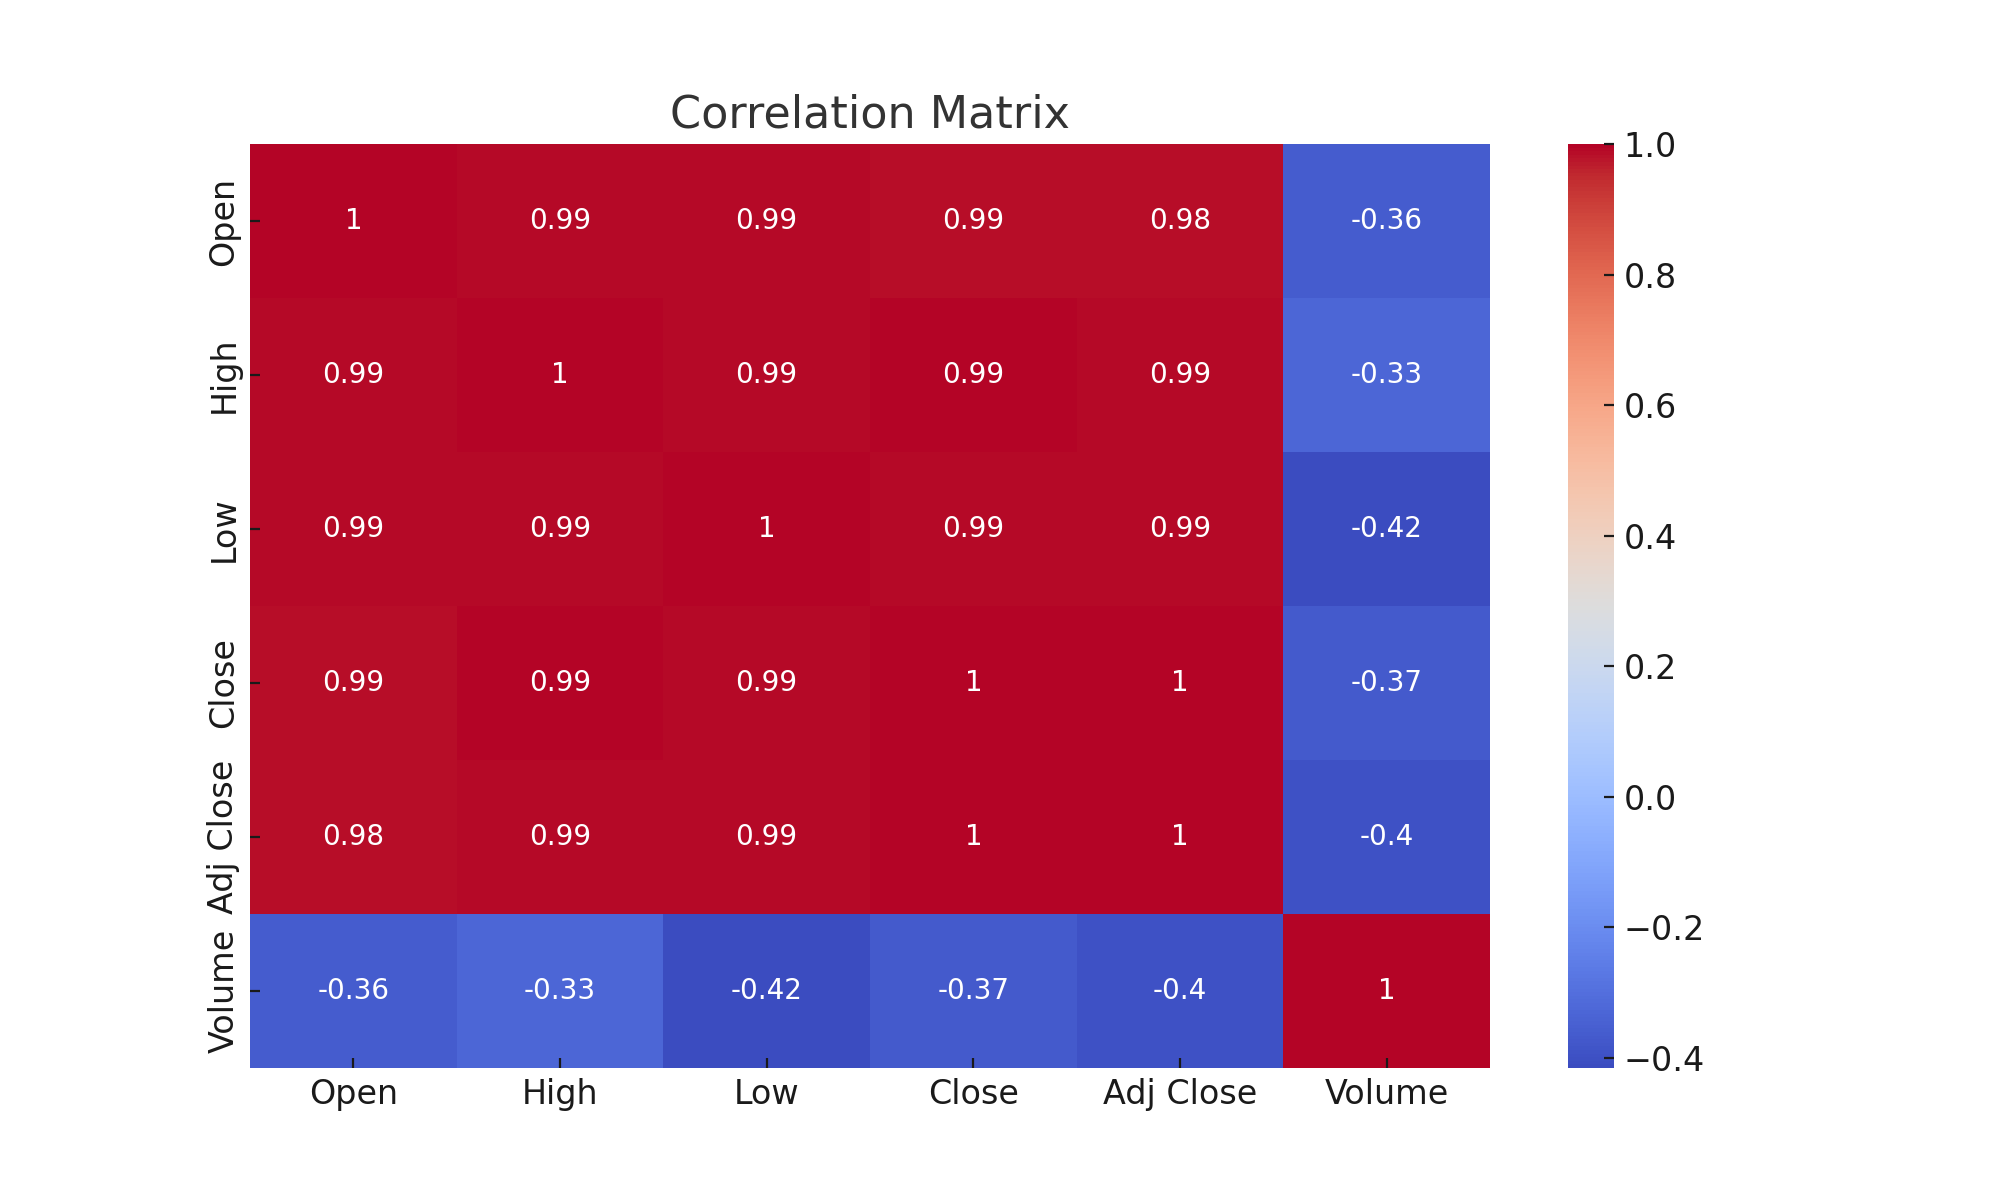 Correlation Matrix
Open 1 0.99 0.99 0.99 0.98 -0.36
High 0.99 1 0.99 0.99 0.99 -0.33
Low 0.99 0.99 1 0.99 0.99 -0.42
Close 0.99 0.99 0.99 1 1 -0.37
Adj Close 0.98 0.99 0.99 1 1 -0.4
Volume -0.36 -0.33 -0.42 -0.37 -0.4 1
Open High Low Close Adj Close Volume
1.0
0.8
0.6
0.4
0.2
0.0
−0.2
−0.4